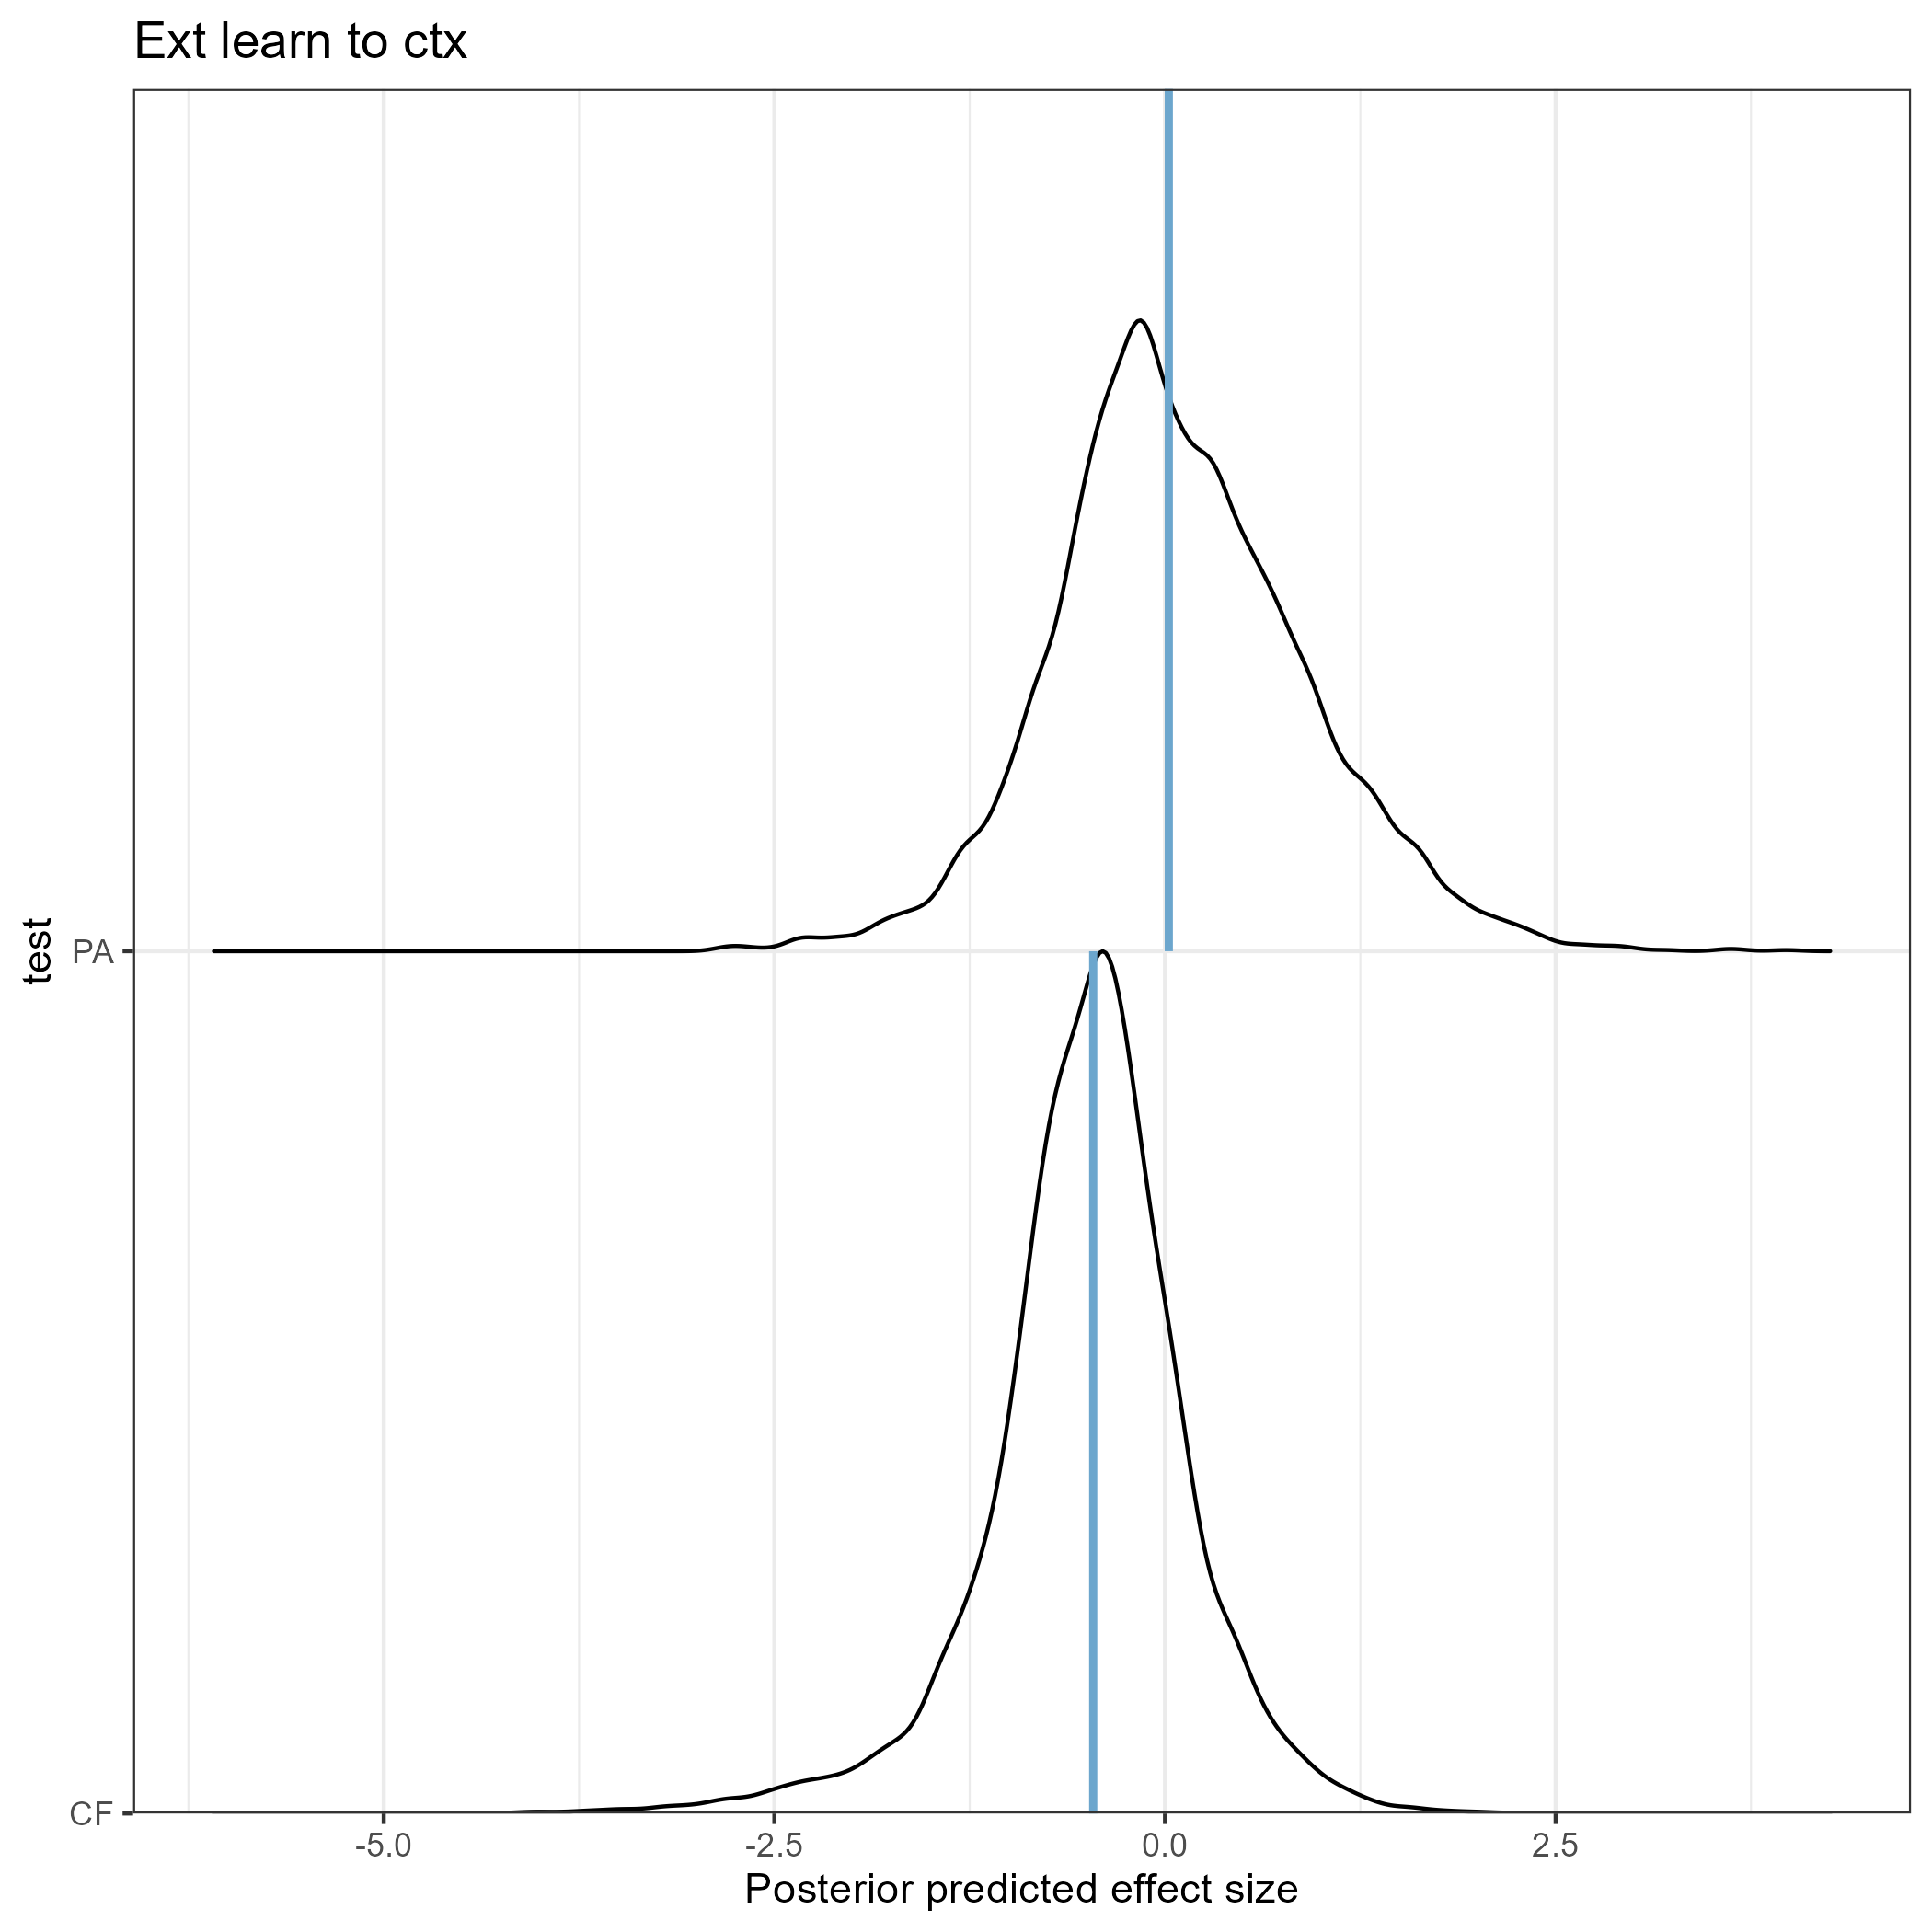 Ext learn to ctx
test
PA
CF
-5.0
-2.5
0.0
2.5
Posterior predicted effect size